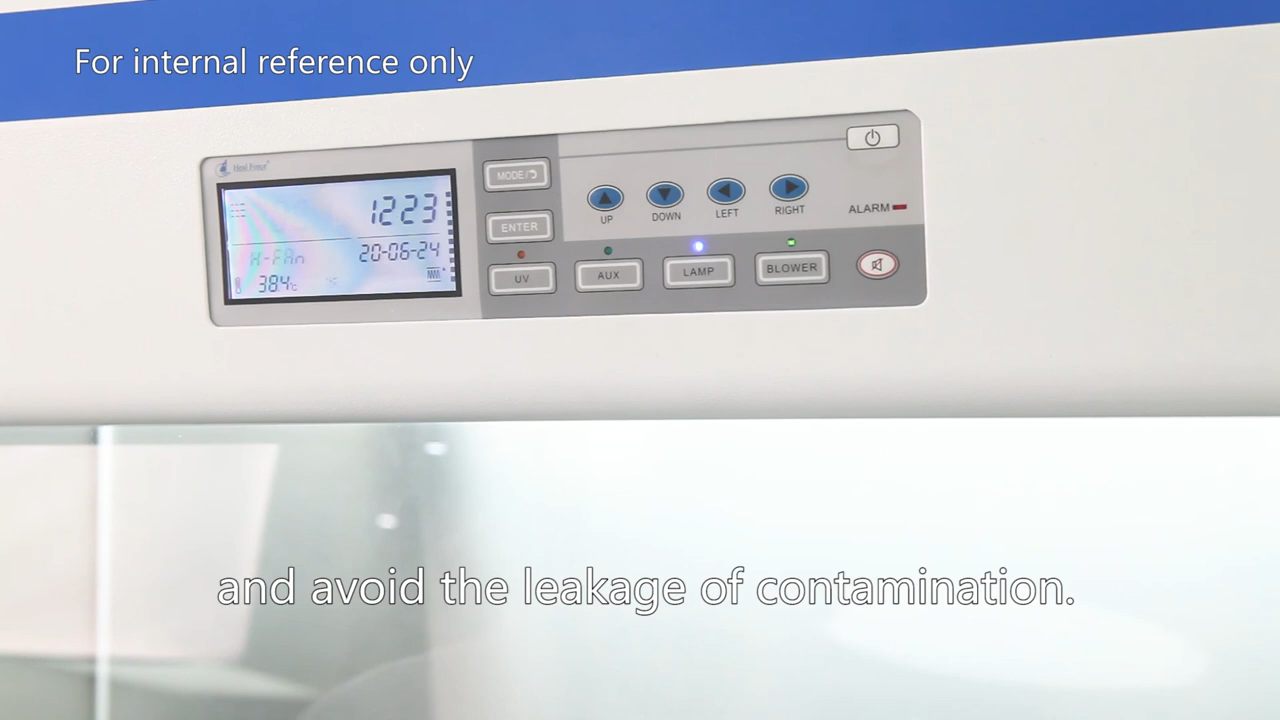 For internal reference only
MODE/
1223
20-06-24
H-FAn
384°c
ENTER
UP
DOWN
LEFT
RIGHT
ALARM
UV
AUX
LAMP
BLOWER
and avoid the leakage of contamination.